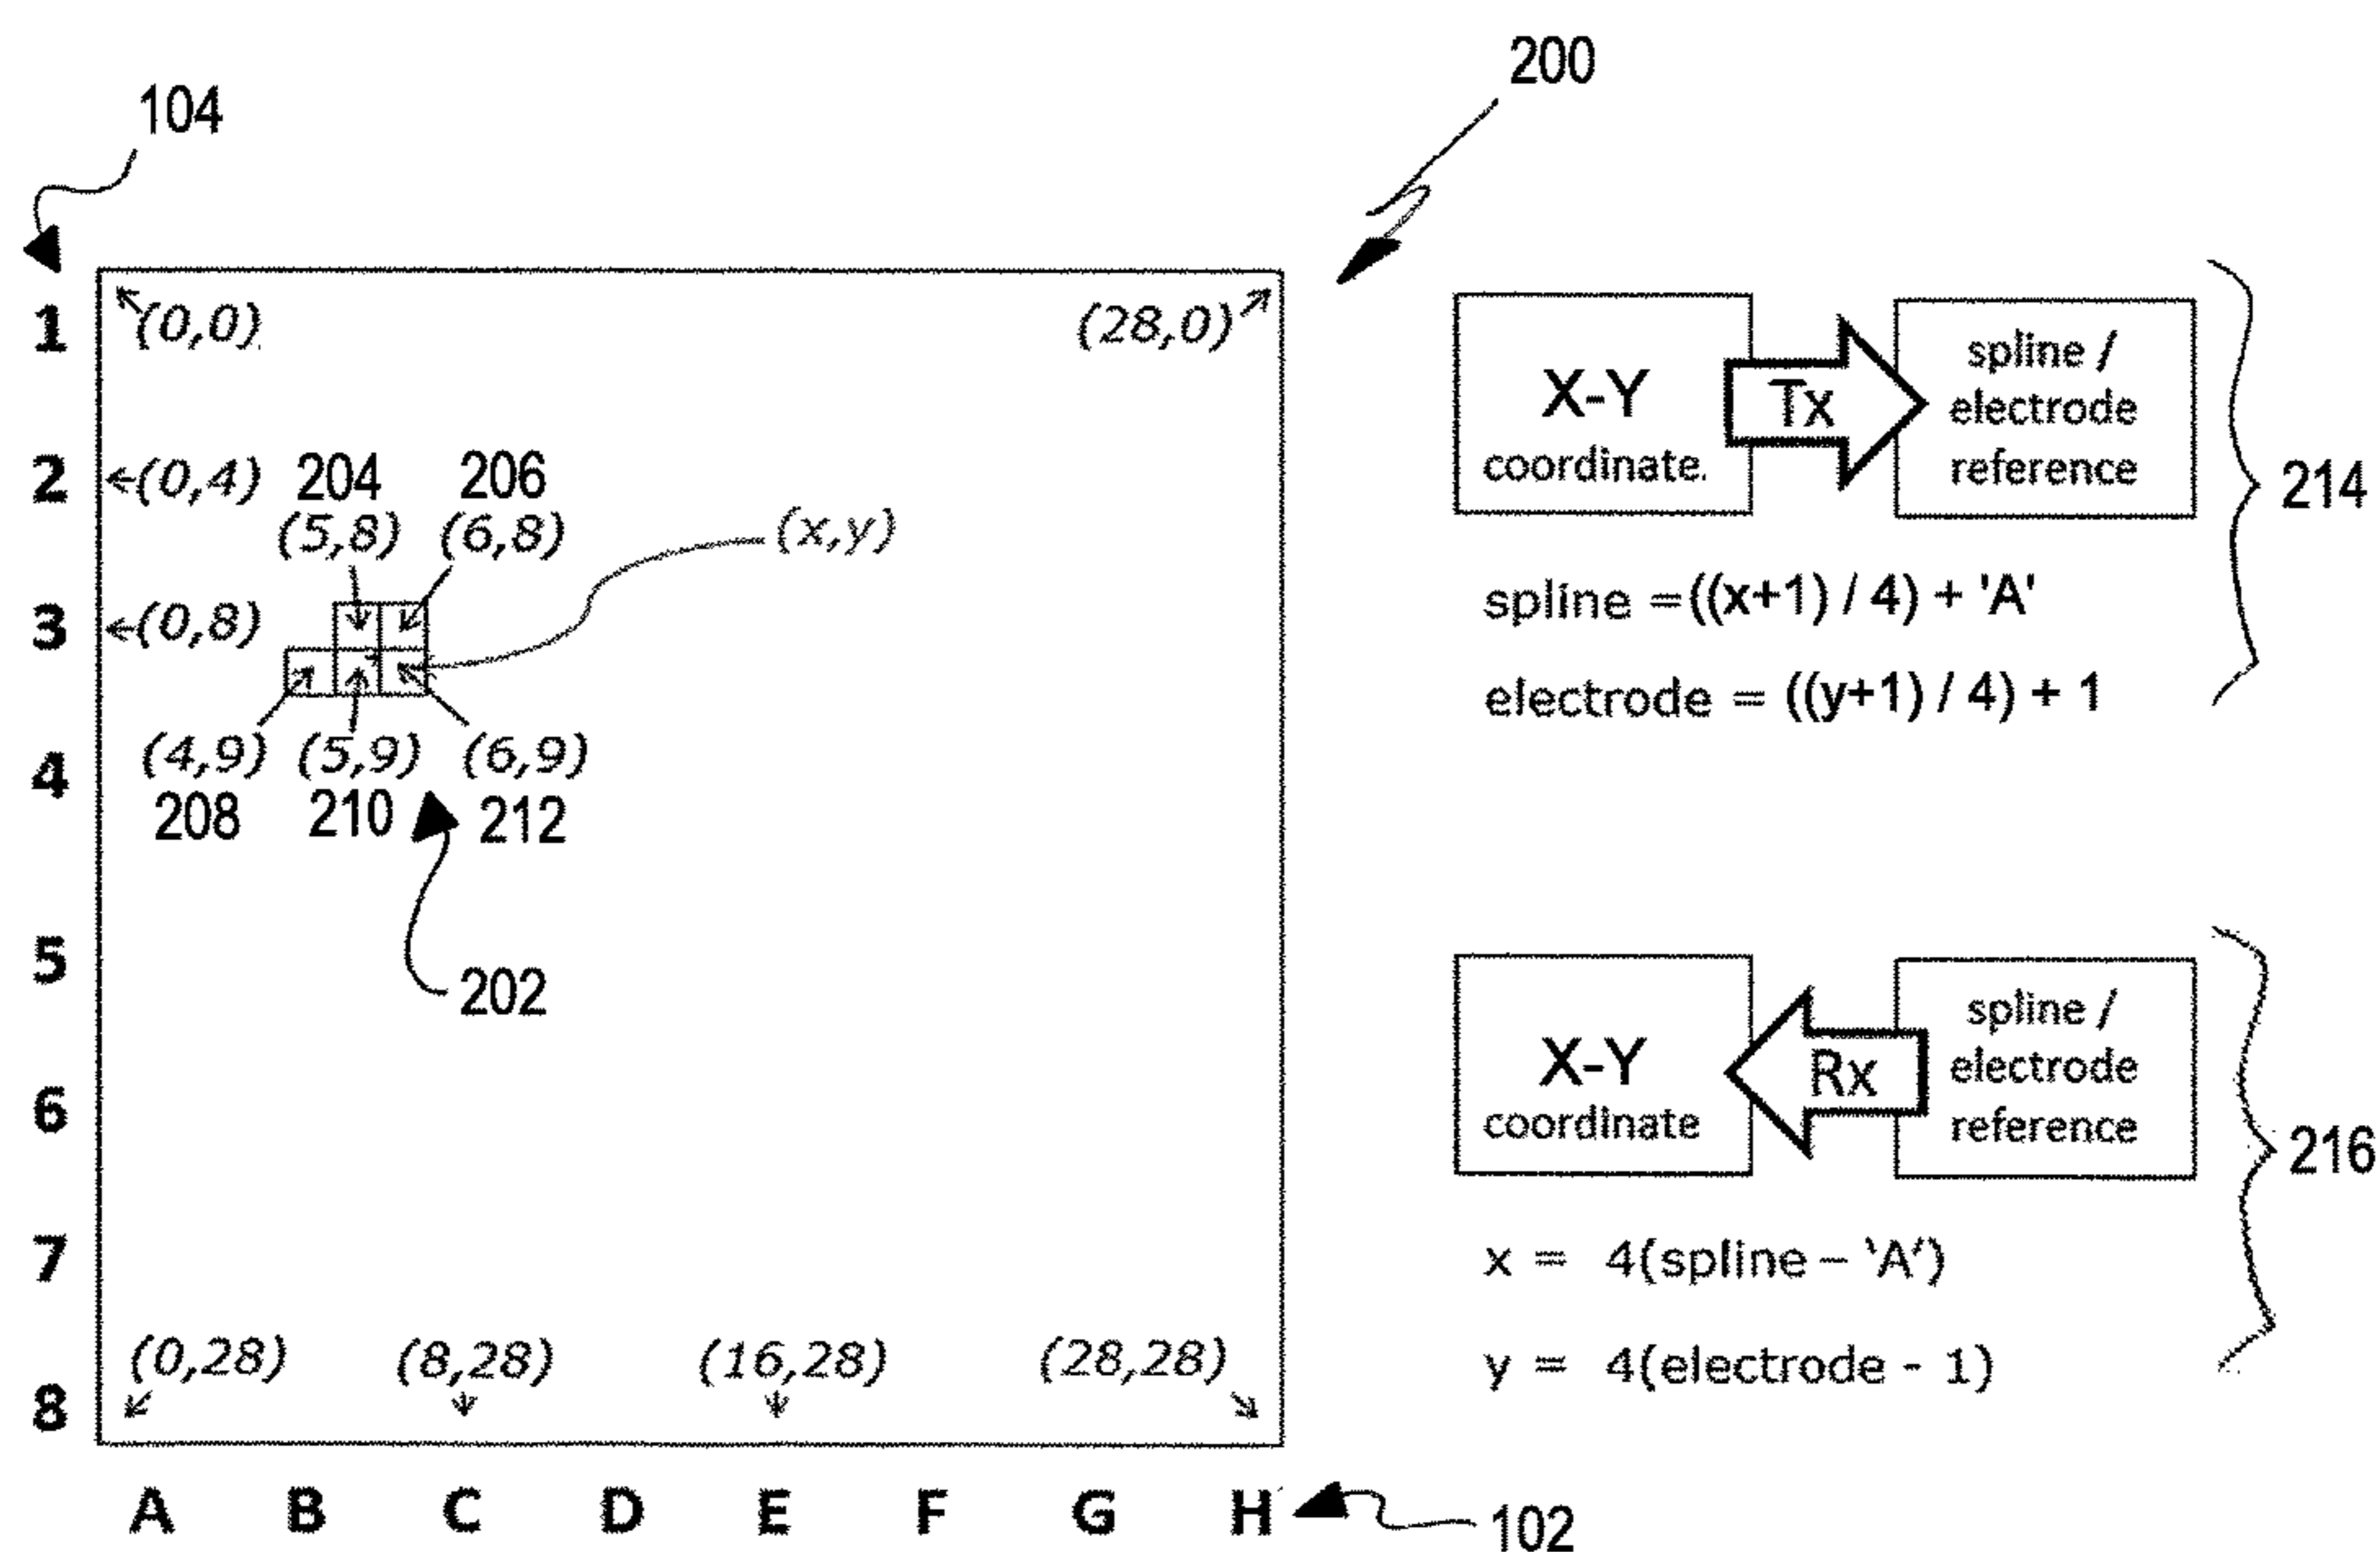 200
104
1
(0,0)
(28,0)
2
(0,4)
204
206
(5,8)
(6,8)
(x,y)
3
(0,8)
4
(4,9)
(5,9)
(6,9)
208
210
212
5
202
6
7
8
(0,28)
(8,28)
(16,28)
(28,28)
A B C D E F G H
102
X-Y
coordinate.
Tx
spline /
electrode
reference
214
spline =((x+1) / 4) + 'A'
electrode = ((y+1) / 4) + 1
X-Y
coordinate
Rx
spline /
electrode
reference
216
x = 4(spline – 'A')
y = 4(electrode - 1)